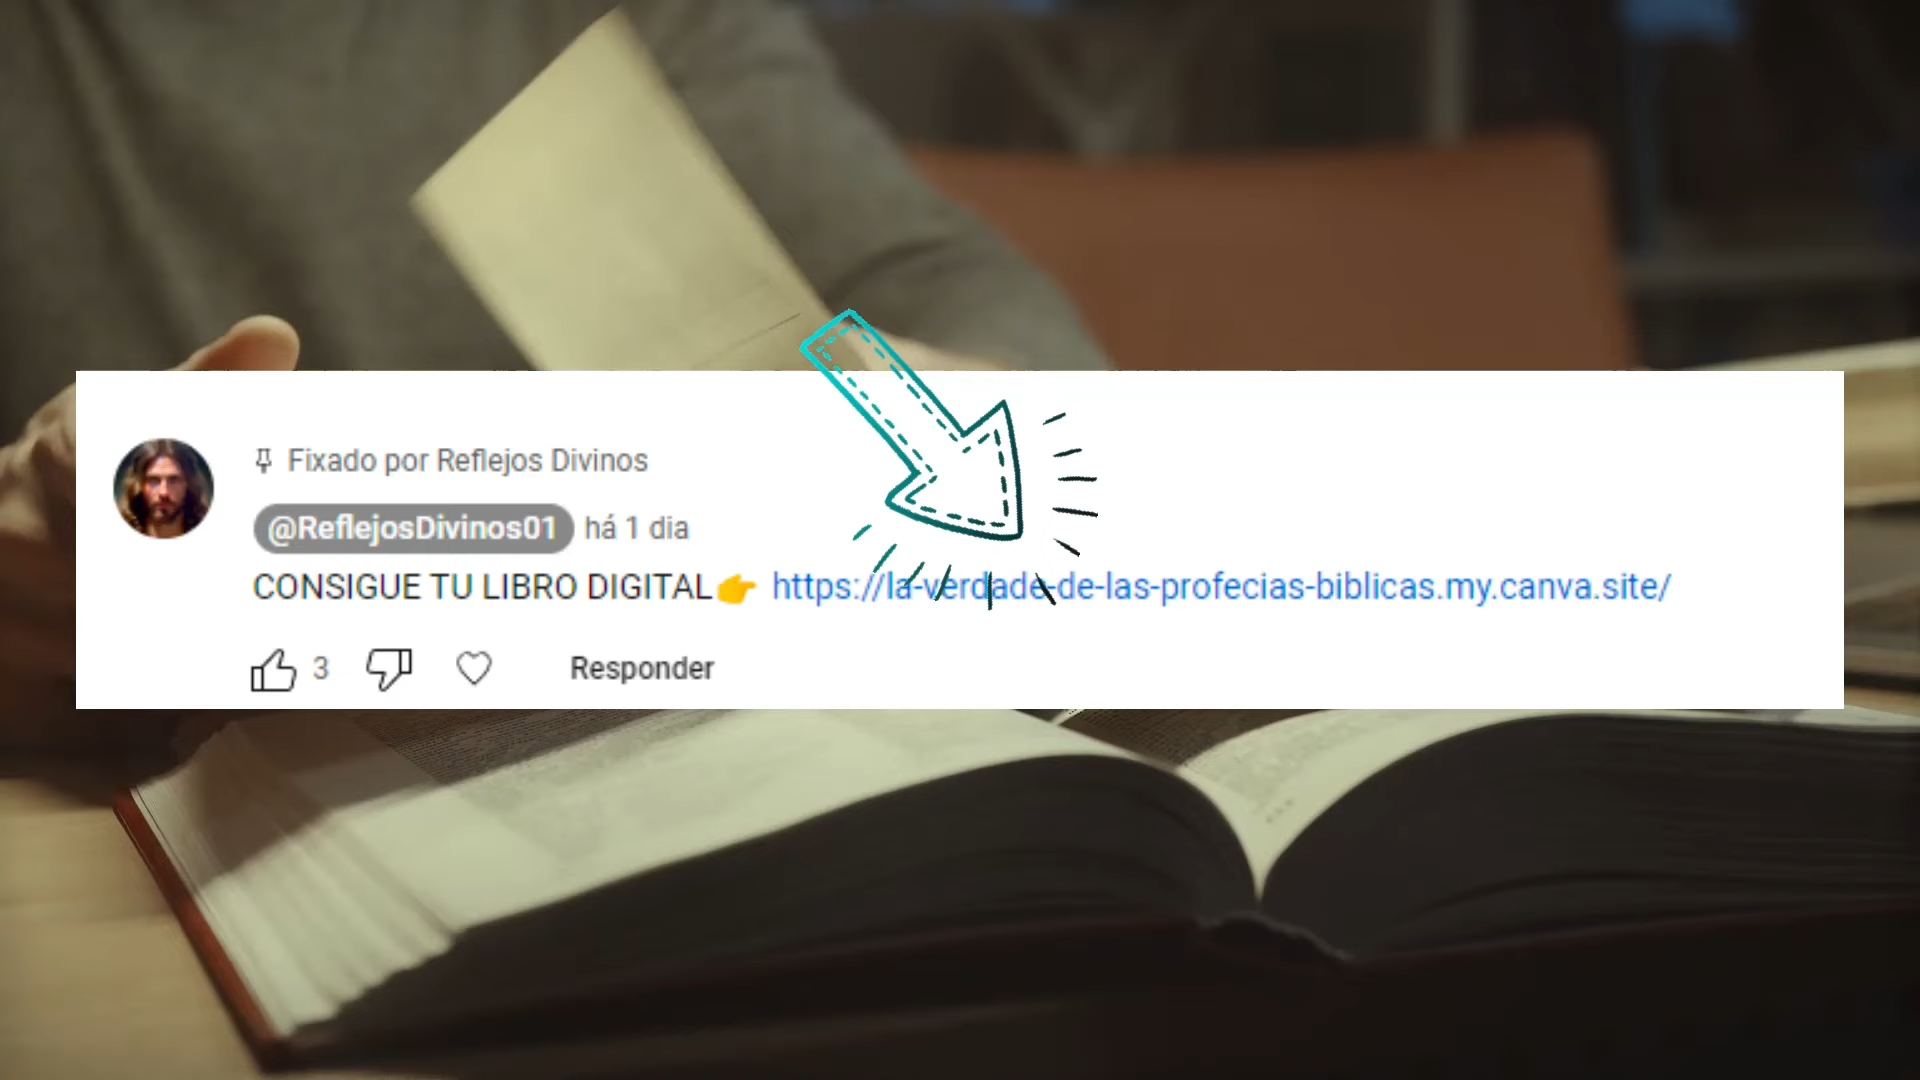 Fixado por Reflejos Divinos
@ReflejosDivinos01 há 1 dia
CONSIGUE TU LIBRO DIGITAL👉 https://la-verdade-de-las-profecias-biblicas.my.canva.site/
3 Responder